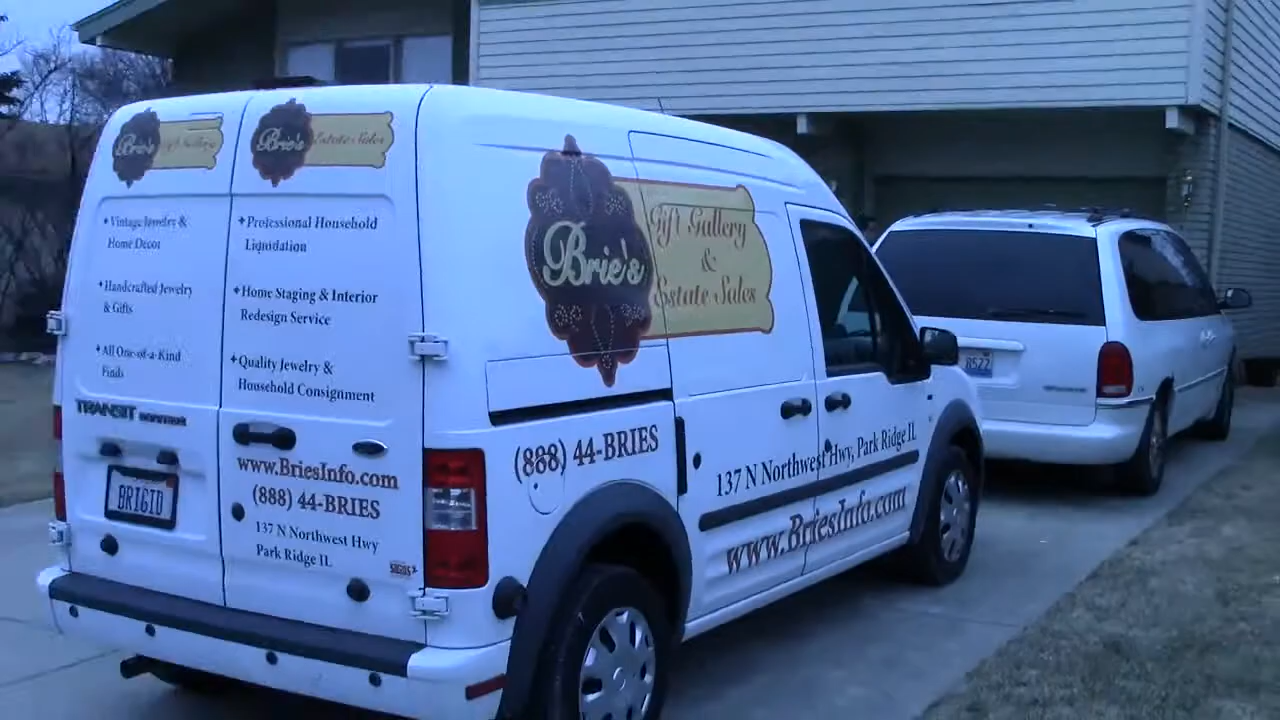 Brie's Gift Gallery
Brie's Estate Sales
Vintage Jewelry &
Home Decor
Handcrafted Jewelry
& Gifts
All One-of-a-Kind
Finds
Professional Household
Liquidation
Home Staging & Interior
Redesign Service
Quality Jewelry &
Household Consignment
TRANSIT CONNECT
BRIGID
www.BriesInfo.com
(888) 44-BRIES
137 N Northwest Hwy
Park Ridge IL
Brie's
Gift Gallery
&
Estate Sales
(888) 44-BRIES
137 N Northwest Hwy, Park Ridge IL
www.BriesInfo.com
8522